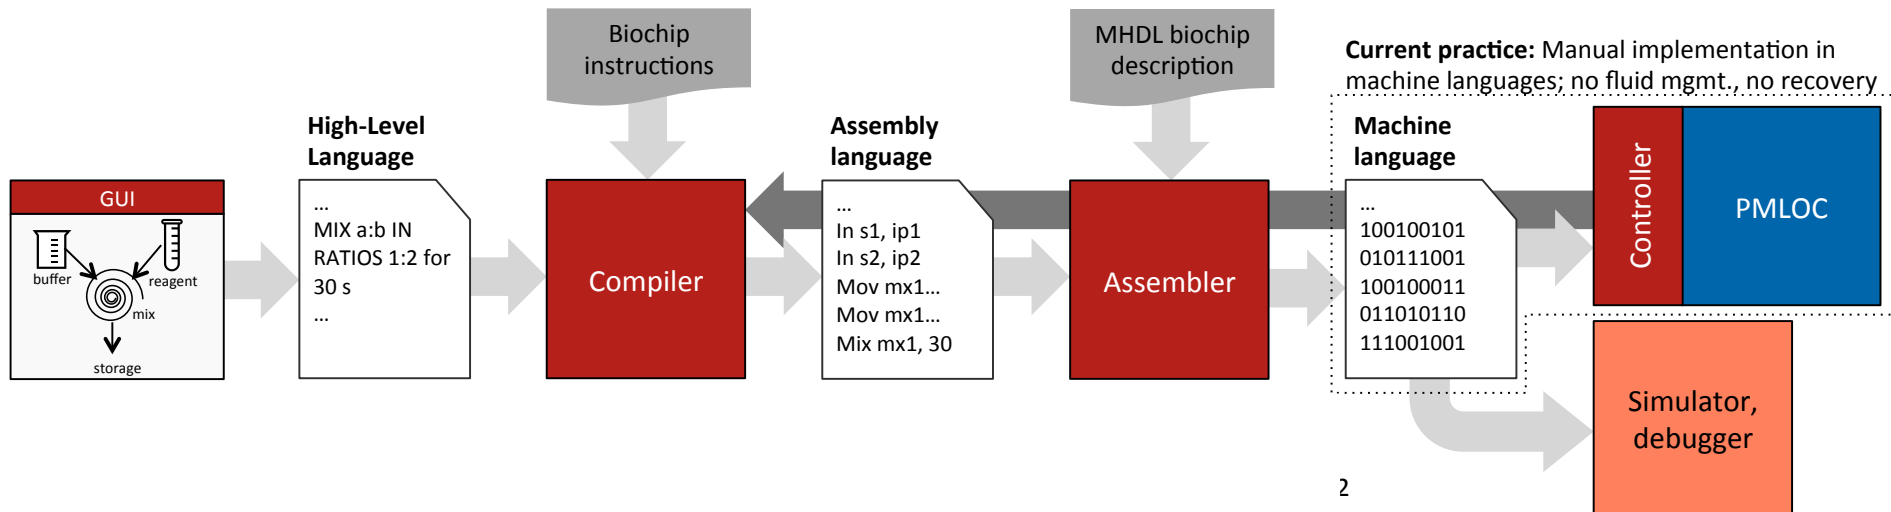 Biochip
instructions
MHDL biochip
description
Current practice: Manual implementation in
machine languages; no fluid mgmt., no recovery
High-Level
Language
Assembly
language
Machine
language
GUI
buffer
reagent
mix
storage
...
MIX a:b IN
RATIOS 1:2 for
30 s
...
Compiler
...
In s1, ip1
In s2, ip2
Mov mx1...
Mov mx1...
Mix mx1, 30
Assembler
...
100100101
010111001
100100011
011010110
111001001
Controller
PMLOC
Simulator,
debugger
2